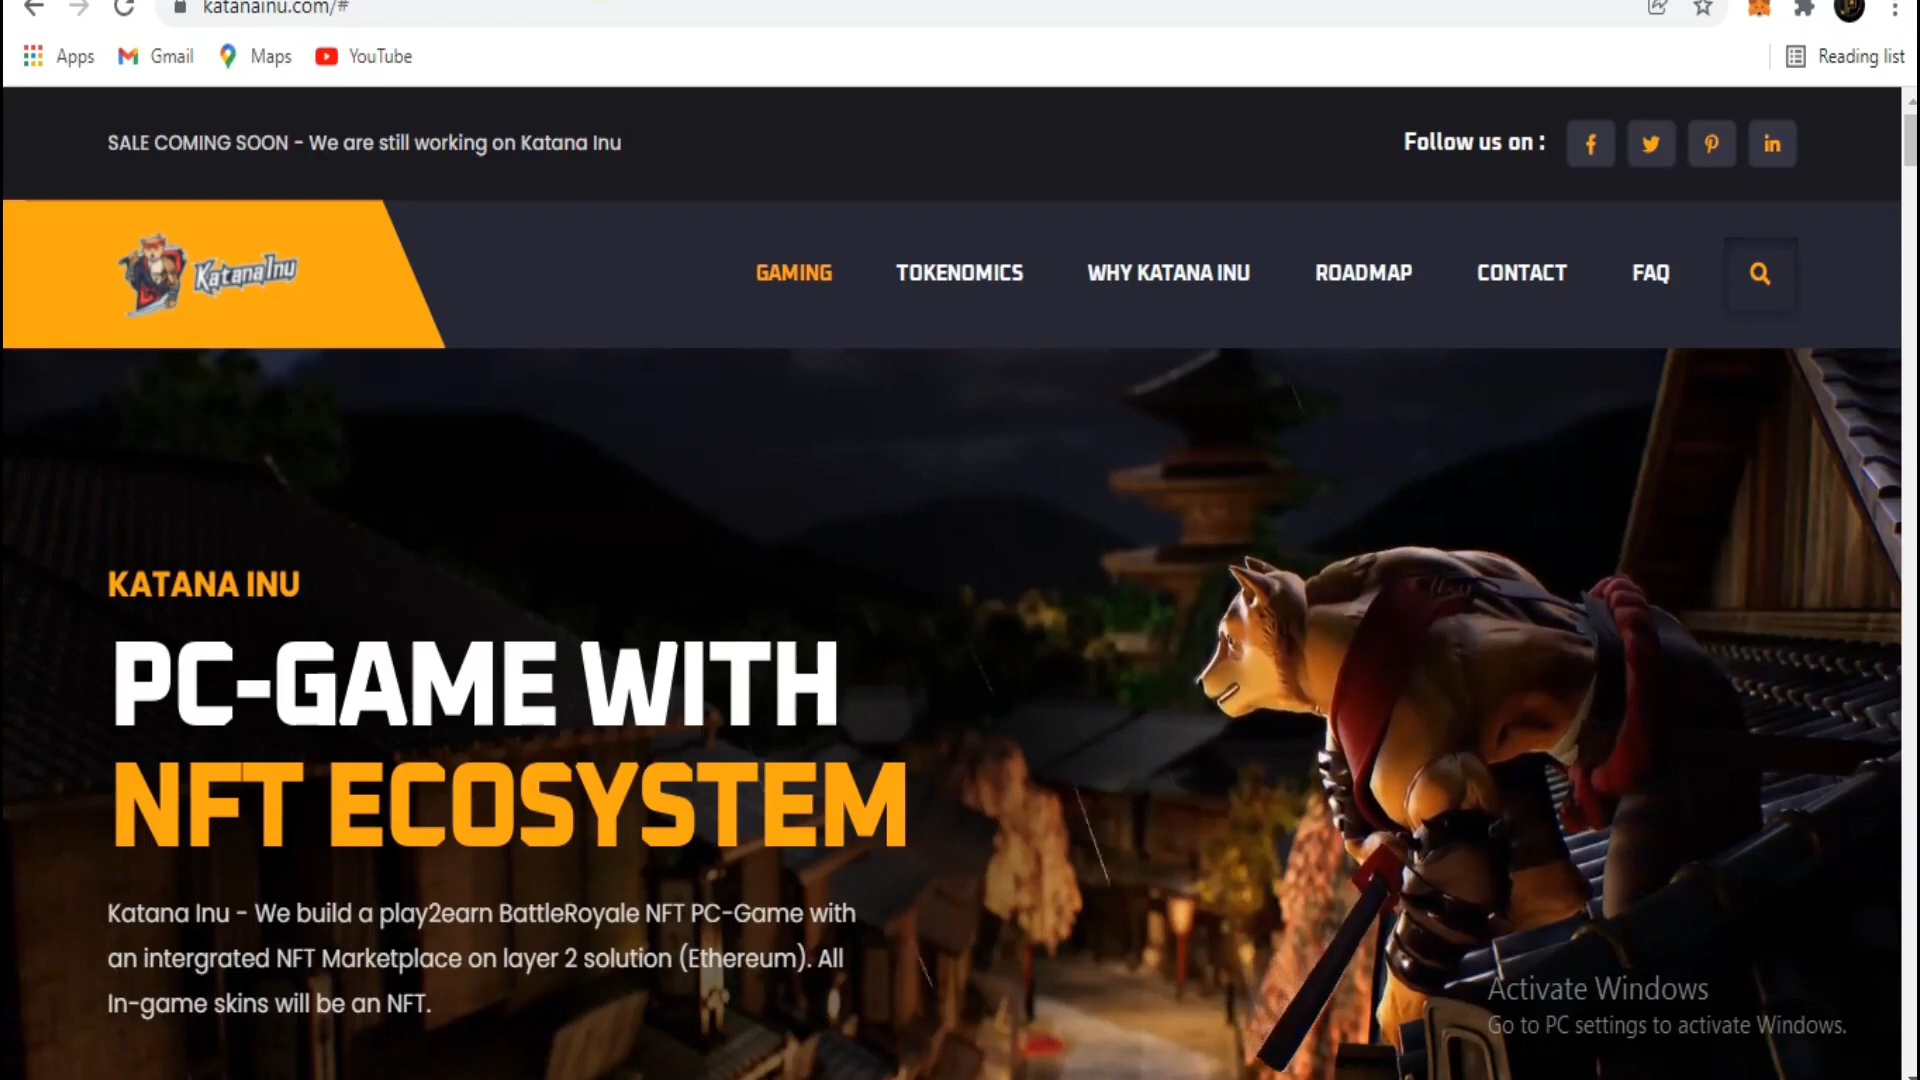 katanainu.com/#
Apps Gmail Maps YouTube Reading list
SALE COMING SOON - We are still working on Katana Inu Follow us on :
KatanaInu GAMING TOKENOMICS WHY KATANA INU ROADMAP CONTACT FAQ
KATANA INU
PC-GAME WITH
NFT ECOSYSTEM
Katana Inu - We build a play2earn BattleRoyale NFT PC-Game with
an intergrated NFT Marketplace on layer 2 solution (Ethereum). All
In-game skins will be an NFT.
Activate Windows
Go to PC settings to activate Windows.